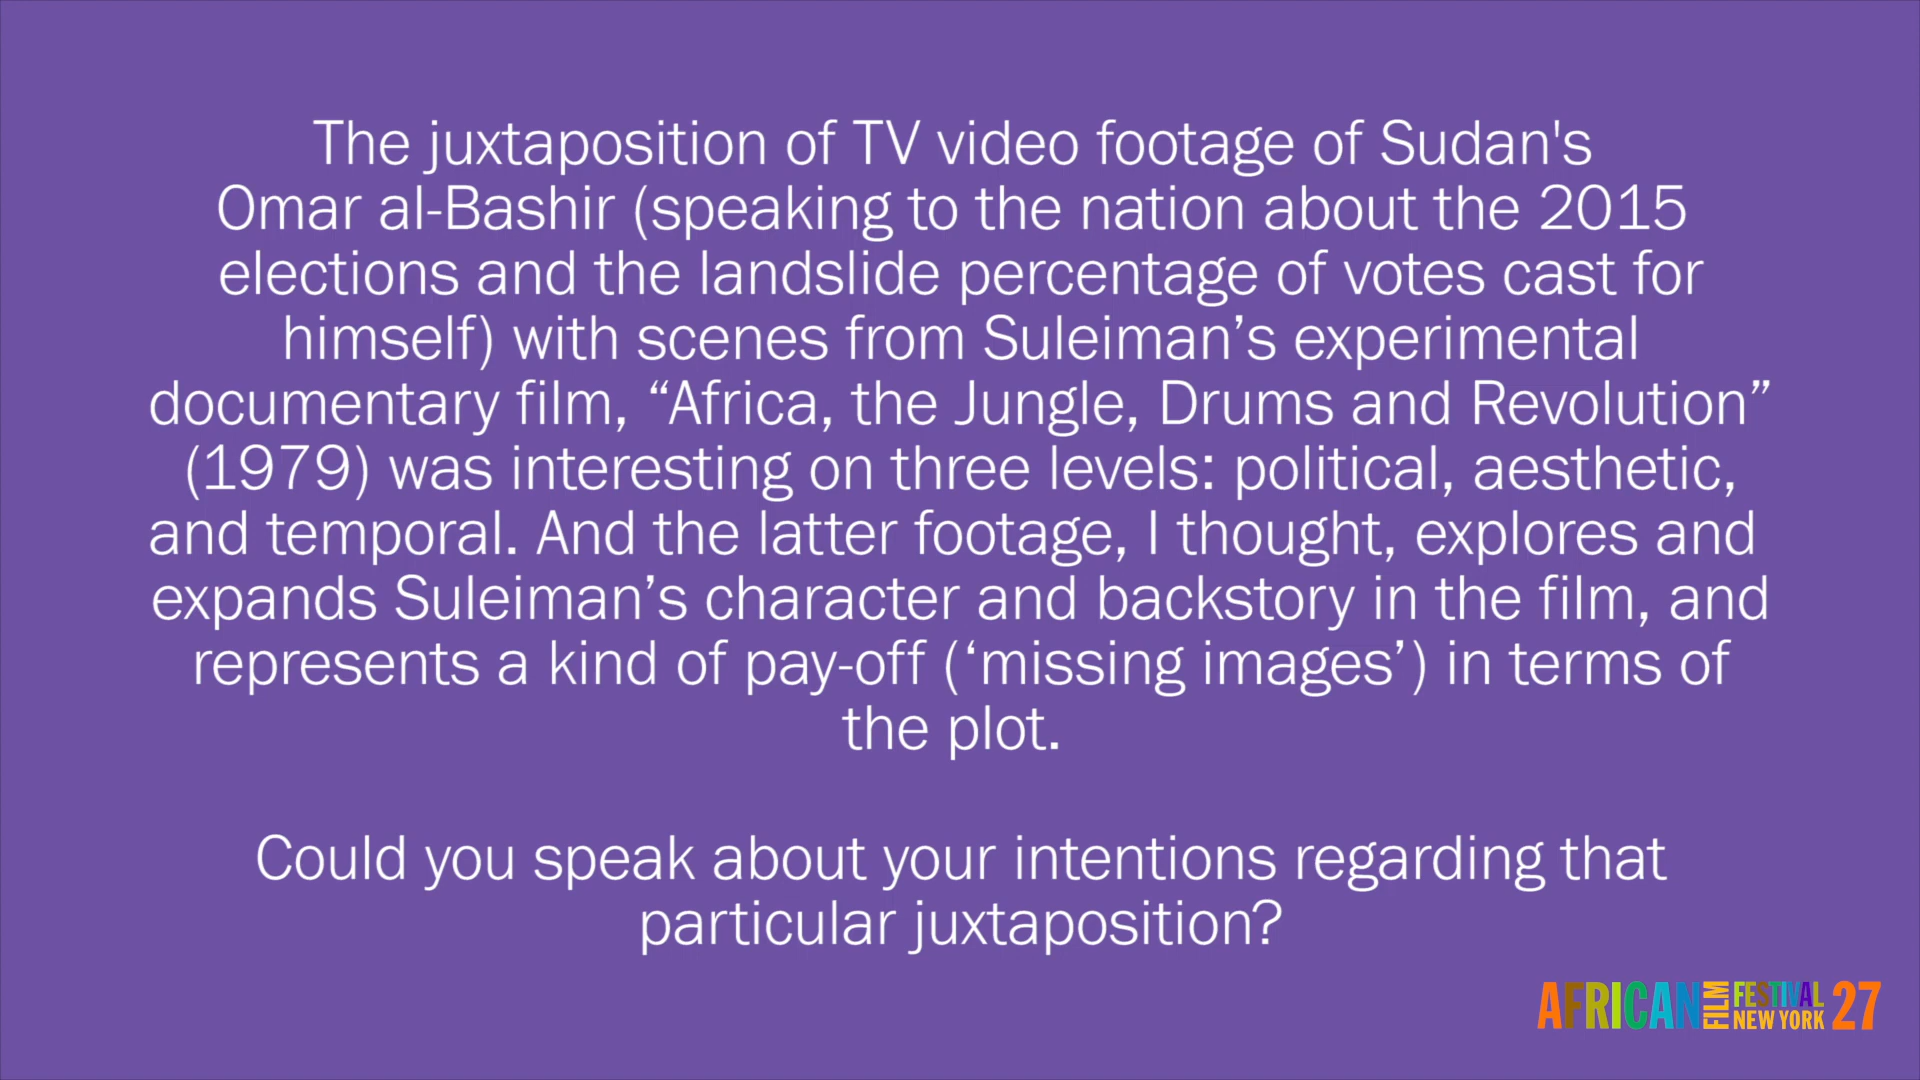 The juxtaposition of TV video footage of Sudan's
Omar al-Bashir (speaking to the nation about the 2015
elections and the landslide percentage of votes cast for
himself) with scenes from Suleiman’s experimental
documentary film, “Africa, the Jungle, Drums and Revolution”
(1979) was interesting on three levels: political, aesthetic,
and temporal. And the latter footage, I thought, explores and
expands Suleiman’s character and backstory in the film, and
represents a kind of pay-off (‘missing images’) in terms of
the plot.
Could you speak about your intentions regarding that
particular juxtaposition?
AFRICAN FILM FESTIVAL NEW YORK 27